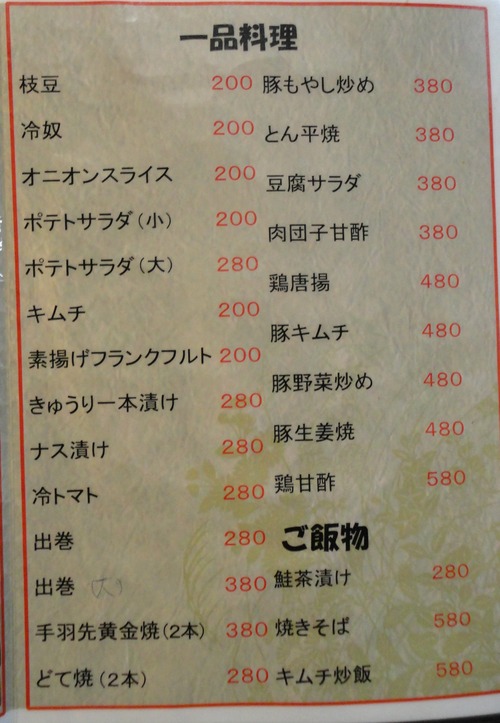 一品料理
枝豆 200
冷奴 200
オニオンスライス 200
ポテトサラダ（小） 200
ポテトサラダ（大） 280
キムチ 200
素揚げフランクフルト 200
きゅうり一本漬け 280
ナス漬け 280
冷トマト 280
出巻 280
出巻 (大) 380
手羽先黄金焼（2本） 380
どて焼（2本） 280
豚もやし炒め 380
とん平焼 380
豆腐サラダ 380
肉団子甘酢 380
鶏唐揚 480
豚キムチ 480
豚野菜炒め 480
豚生姜焼 480
鶏甘酢 580
ご飯物
鮭茶漬け 280
焼きそば 580
キムチ炒飯 580